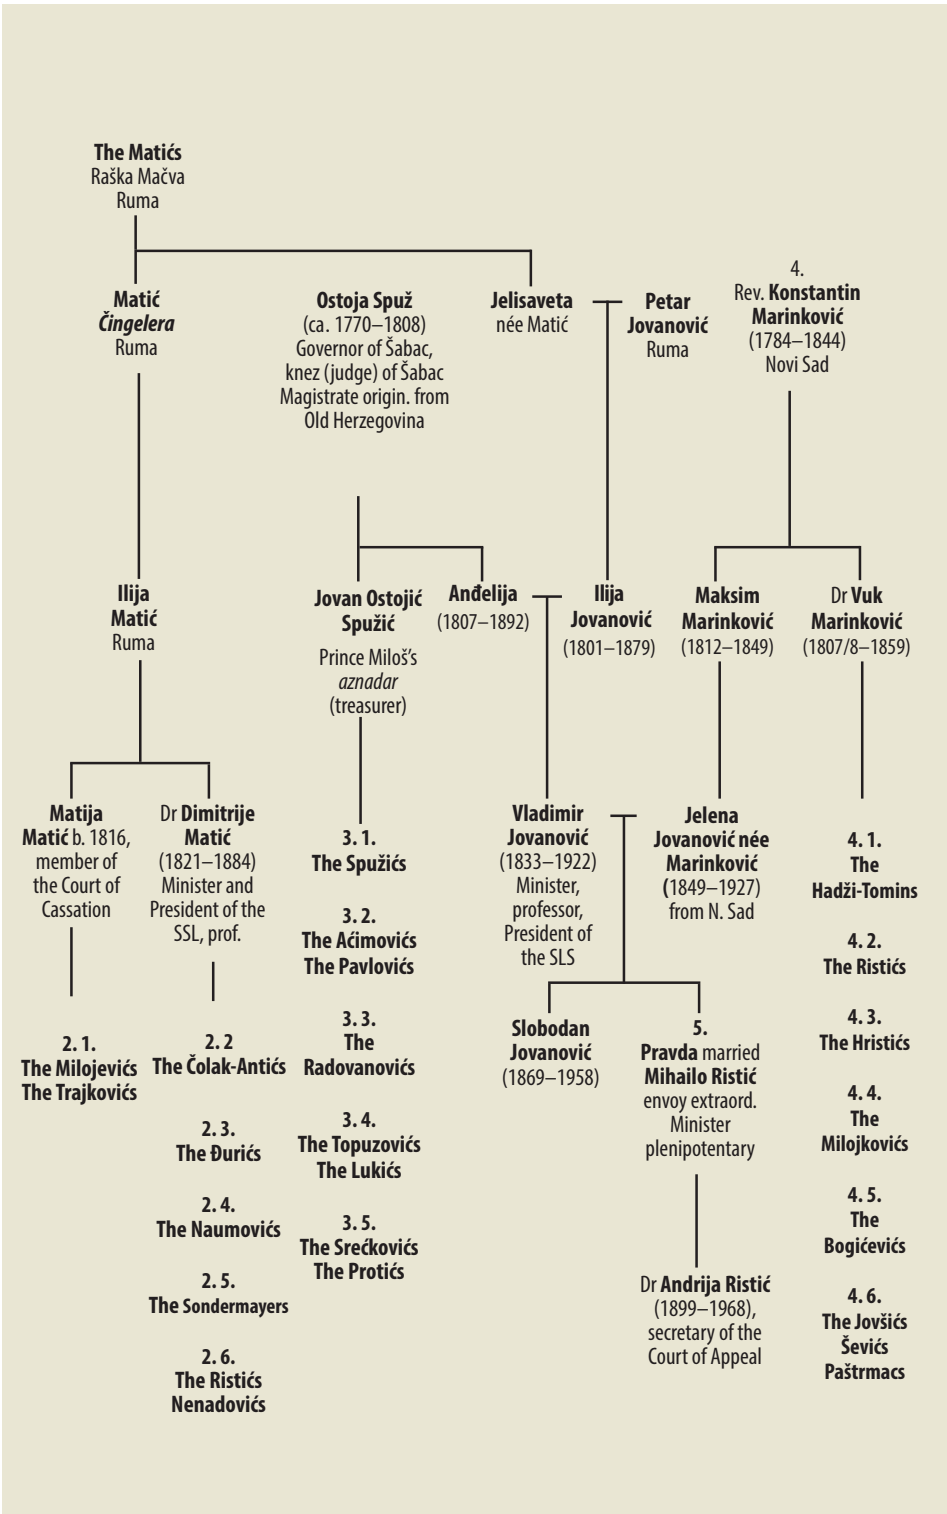 The Matićs
Raška Mačva
Ruma
Matić
Čingelera
Ruma
Ostoja Spuž
(ca. 1770–1808)
Governor of Šabac,
knez (judge) of Šabac
Magistrate origin. from
Old Herzegovina
Jelisaveta
née Matić
Petar
Jovanović
Ruma
4.
Rev. Konstantin
Marinković
(1784–1844)
Novi Sad
Ilija
Matić
Ruma
Jovan Ostojić
Spužić
Prince Miloš’s
aznadar
(treasurer)
Anđelija
(1807–1892)
Ilija
Jovanović
(1801–1879)
Maksim
Marinković
(1812–1849)
Dr Vuk
Marinković
(1807/8–1859)
Matija
Matić b. 1816,
member of
the Court of
Cassation
Dr Dimitrije
Matić
(1821–1884)
Minister and
President of the
SSL, prof.
Vladimir
Jovanović
(1833–1922)
Minister,
professor,
President of
the SLS
Jelena
Jovanović née
Marinković
(1849–1927)
from N. Sad
2. 1.
The Milojevićs
The Trajkovićs
2. 2
The Čolak-Antićs
2. 3.
The Đurićs
2. 4.
The Naumovićs
2. 5.
The Sondermayers
2. 6.
The Ristićs
Nenadovićs
3. 1.
The Spužićs
3. 2.
The Aćimovićs
The Pavlovićs
3. 3.
The
Radovanovićs
3. 4.
The Topuzovićs
The Lukićs
3. 5.
The Srećkovićs
The Protićs
Slobodan
Jovanović
(1869–1958)
5.
Pravda married
Mihailo Ristić
envoy extraord.
Minister
plenipotentary
Dr Andrija Ristić
(1899–1968),
secretary of the
Court of Appeal
4. 1.
The
Hadži-Tomins
4. 2.
The Ristićs
4. 3.
The Hristićs
4. 4.
The
Milojkovićs
4. 5.
The
Bogićevićs
4. 6.
The Jovšićs
Ševićs
Paštrmacs